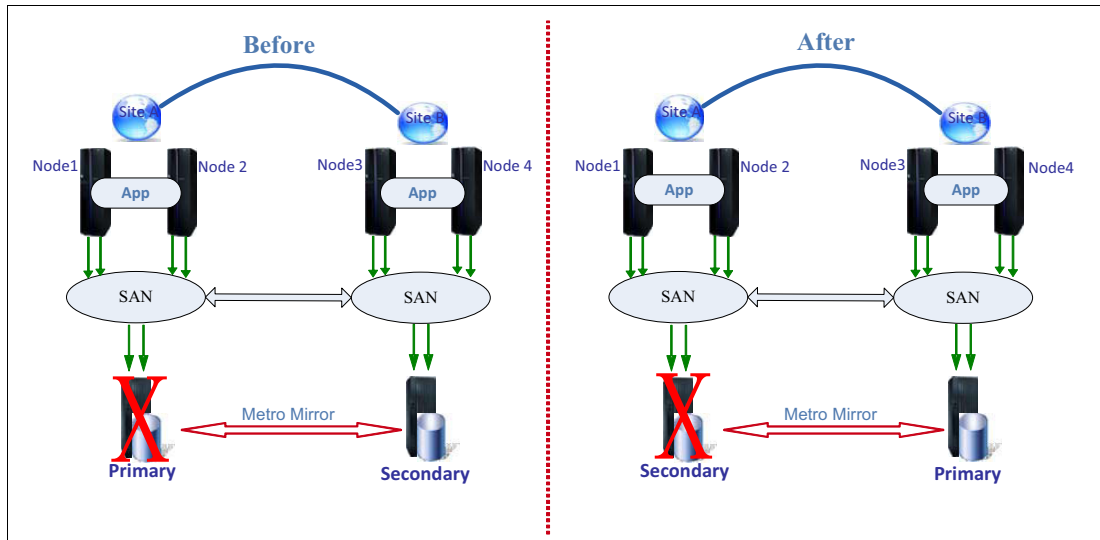 Before
Site A
Site B
Node1
Node 2
Node3
Node 4
App
App
SAN
SAN
Metro Mirror
Primary
Secondary
After
Site A
Site B
Node1
Node 2
Node3
Node4
App
App
SAN
SAN
Metro Mirror
Secondary
Primary